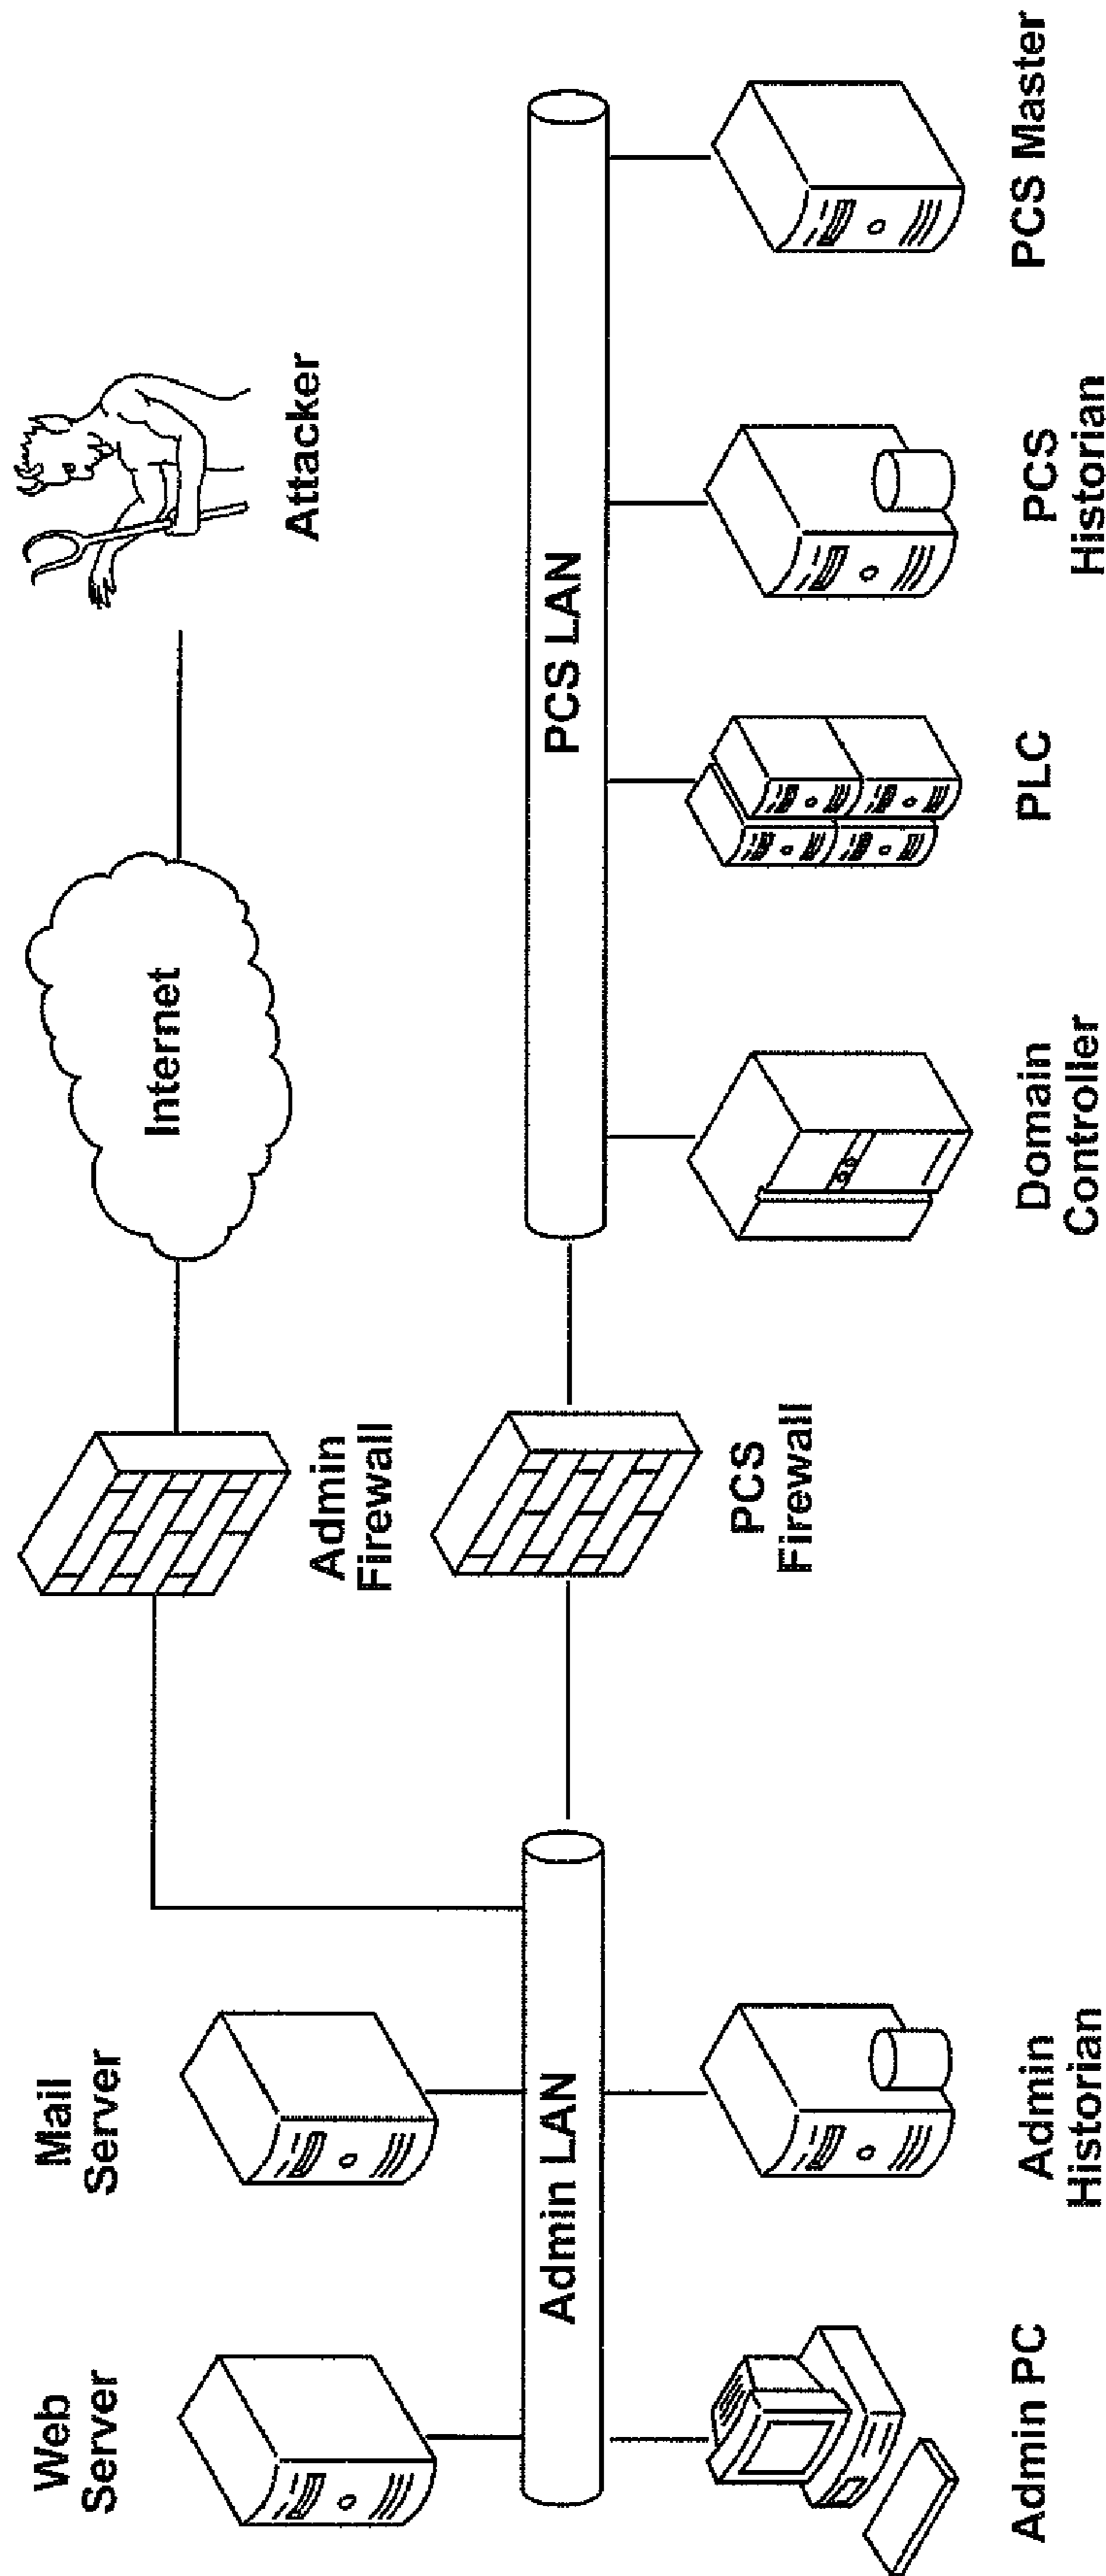 Web
Server
Mail
Server
Admin
Firewall
Internet
Attacker
Admin LAN
PCS
Firewall
PCS LAN
Admin PC
Admin
Historian
Domain
Controller
PLC
PCS
Historian
PCS Master